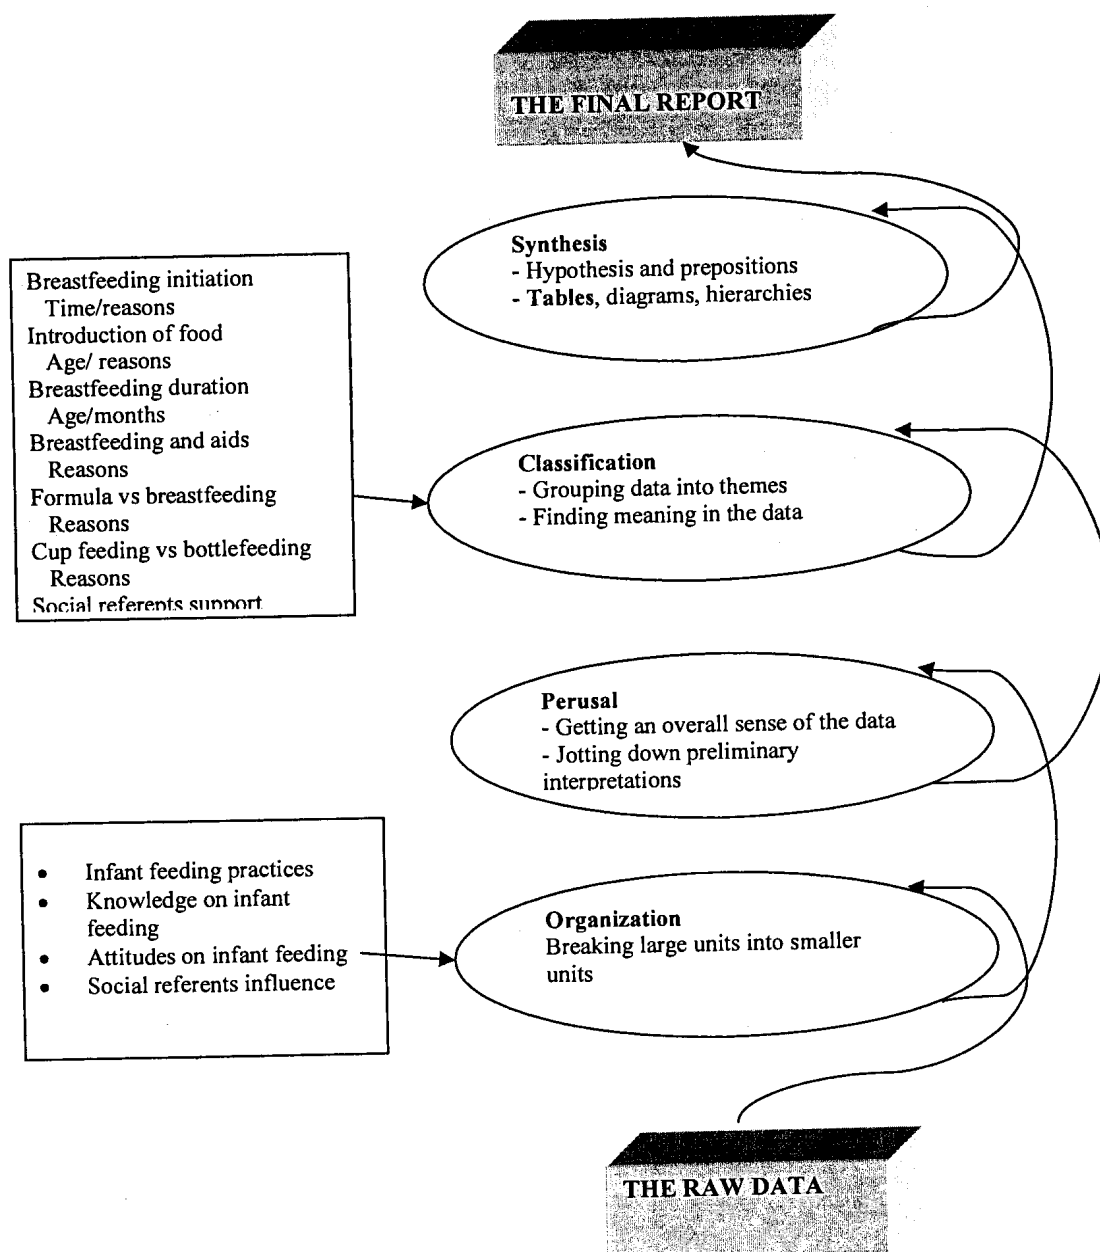 THE FINAL REPORT
Synthesis
- Hypothesis and prepositions
- Tables, diagrams, hierarchies
Breastfeeding initiation
Time/reasons
Introduction of food
Age/ reasons
Breastfeeding duration
Age/months
Breastfeeding and aids
Reasons
Formula vs breastfeeding
Reasons
Cup feeding vs bottlefeeding
Reasons
Social referents support
Classification
- Grouping data into themes
- Finding meaning in the data
Perusal
- Getting an overall sense of the data
- Jotting down preliminary
interpretations
• Infant feeding practices
• Knowledge on infant
feeding
• Attitudes on infant feeding
• Social referents influence
Organization
Breaking large units into smaller
units
THE RAW DATA